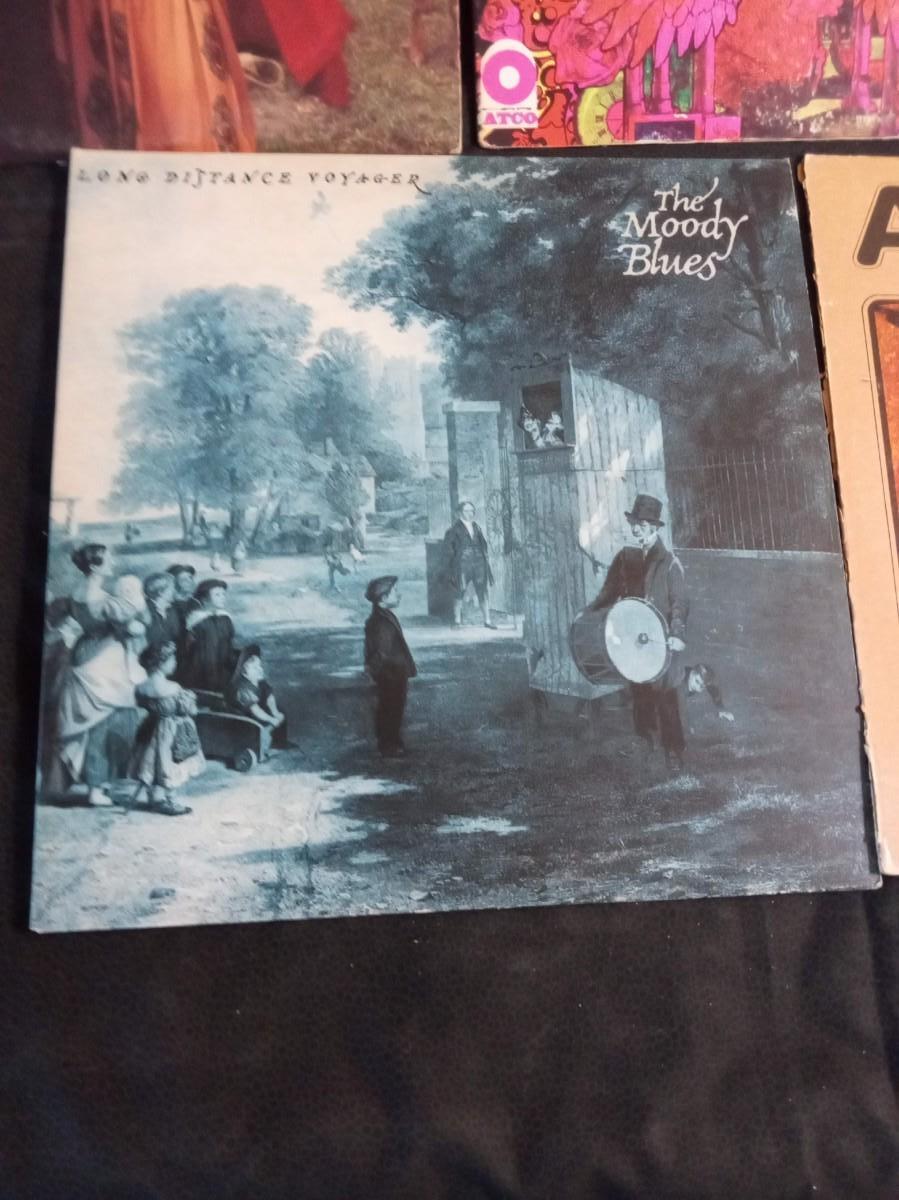 ATCO
LONG DISTANCE VOYAGER
The
Moody
Blues
A